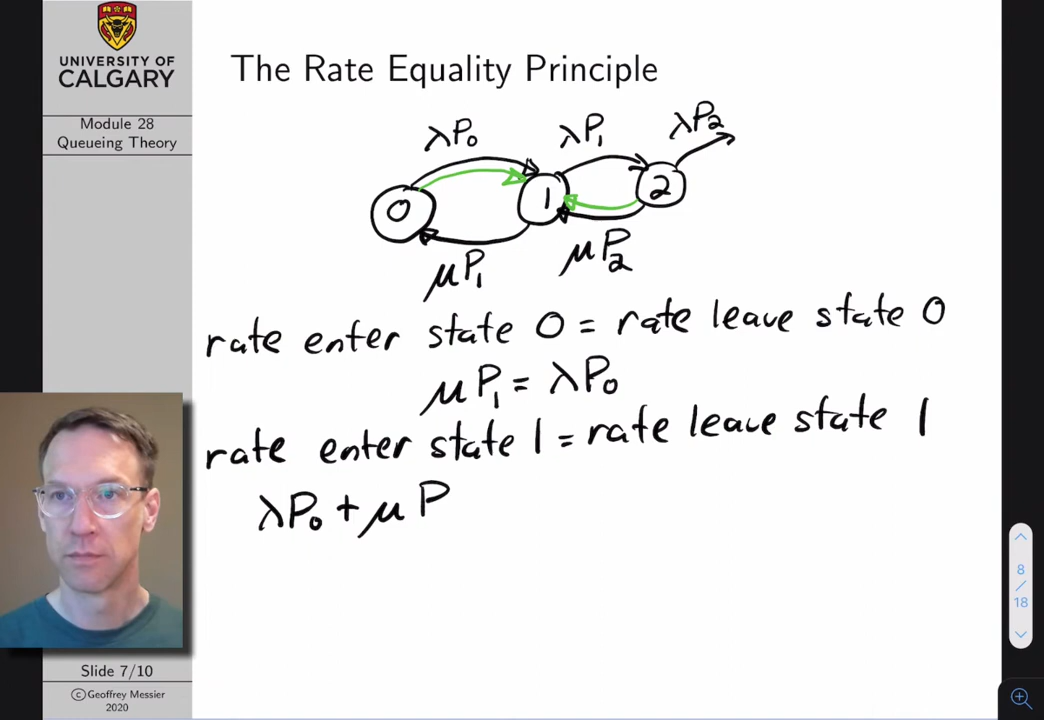 UNIVERSITY OF
CALGARY
Module 28
Queueing Theory
The Rate Equality Principle
λP₀ λP₁ λP₂
0 1 2
μP₁ μP₂
rate enter state 0 = rate leave state 0
μP₁ = λP₀
rate enter state 1 = rate leave state 1
λP₀ + μP
8
/
18
Slide 7/10
©Geoffrey Messier
2020